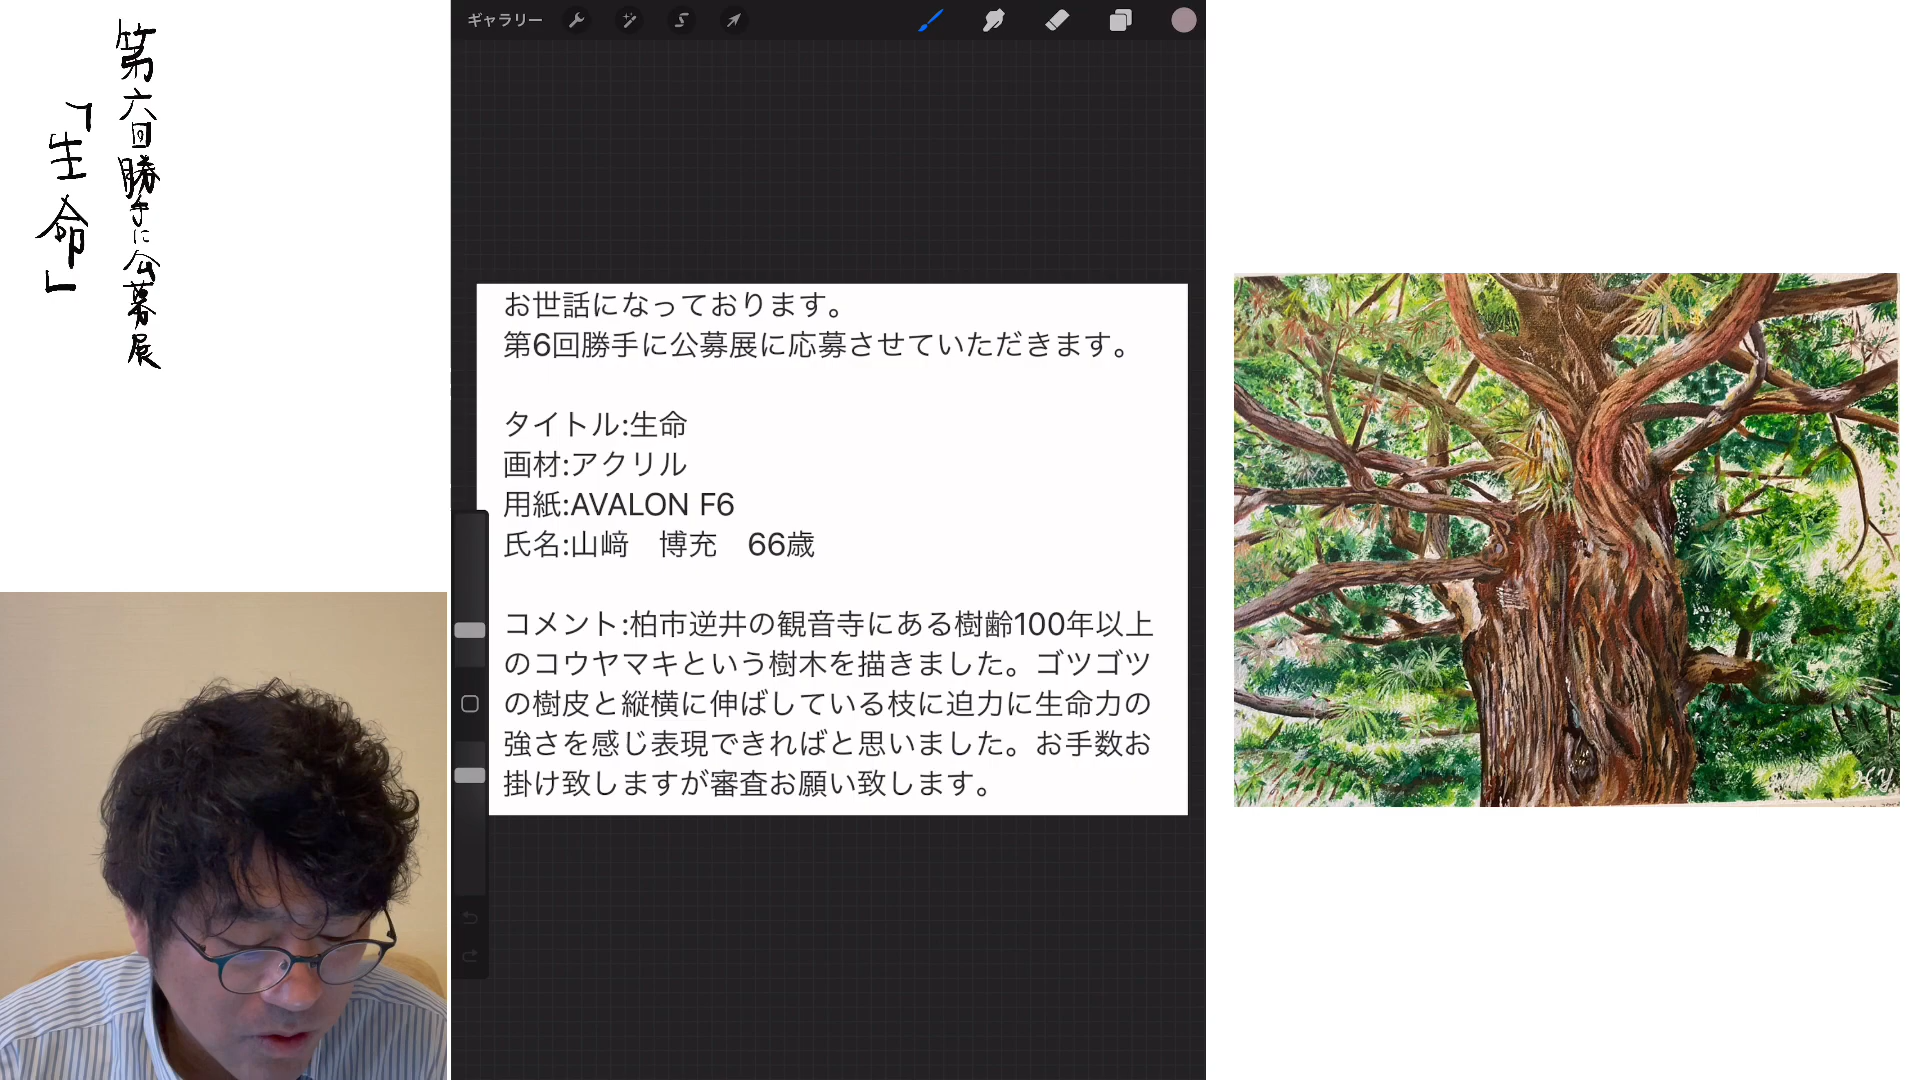 第六回勝手に公募展
「生命」
ギャラリー
お世話になっております。
第6回勝手に公募展に応募させていただきます。
タイトル:生命
画材:アクリル
用紙:AVALON F6
氏名:山﨑　博充　66歳
コメント:柏市逆井の観音寺にある樹齢100年以上
のコウヤマキという樹木を描きました。ゴツゴツ
の樹皮と縦横に伸ばしている枝に迫力に生命力の
強さを感じ表現できればと思いました。お手数お
掛け致しますが審査お願い致します。
H.Y